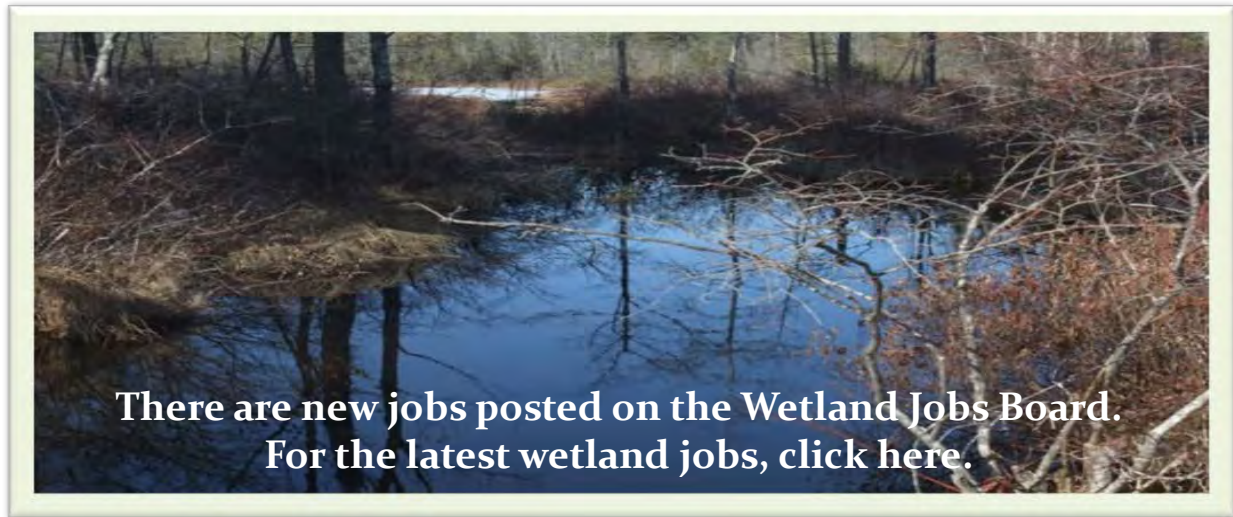 There are new jobs posted on the Wetland Jobs Board.
For the latest wetland jobs, click here.